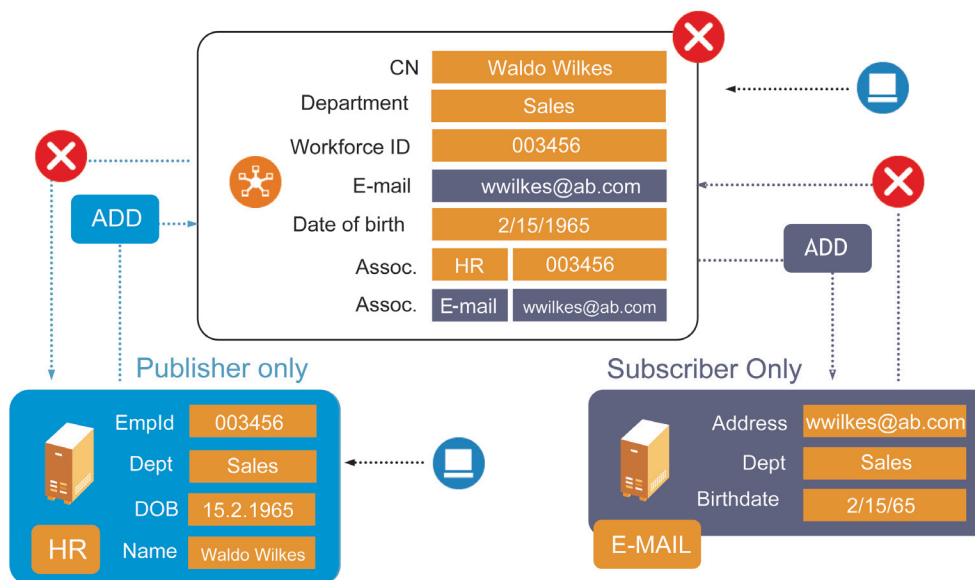 CN Waldo Wilkes
Department Sales
Workforce ID 003456
E-mail wwilkes@ab.com
Date of birth 2/15/1965
Assoc. HR 003456
Assoc. E-mail wwilkes@ab.com
ADD
ADD
Publisher only
EmpId 003456
Dept Sales
DOB 15.2.1965
Name Waldo Wilkes
HR
Subscriber Only
Address wwilkes@ab.com
Dept Sales
Birthdate 2/15/65
E-MAIL